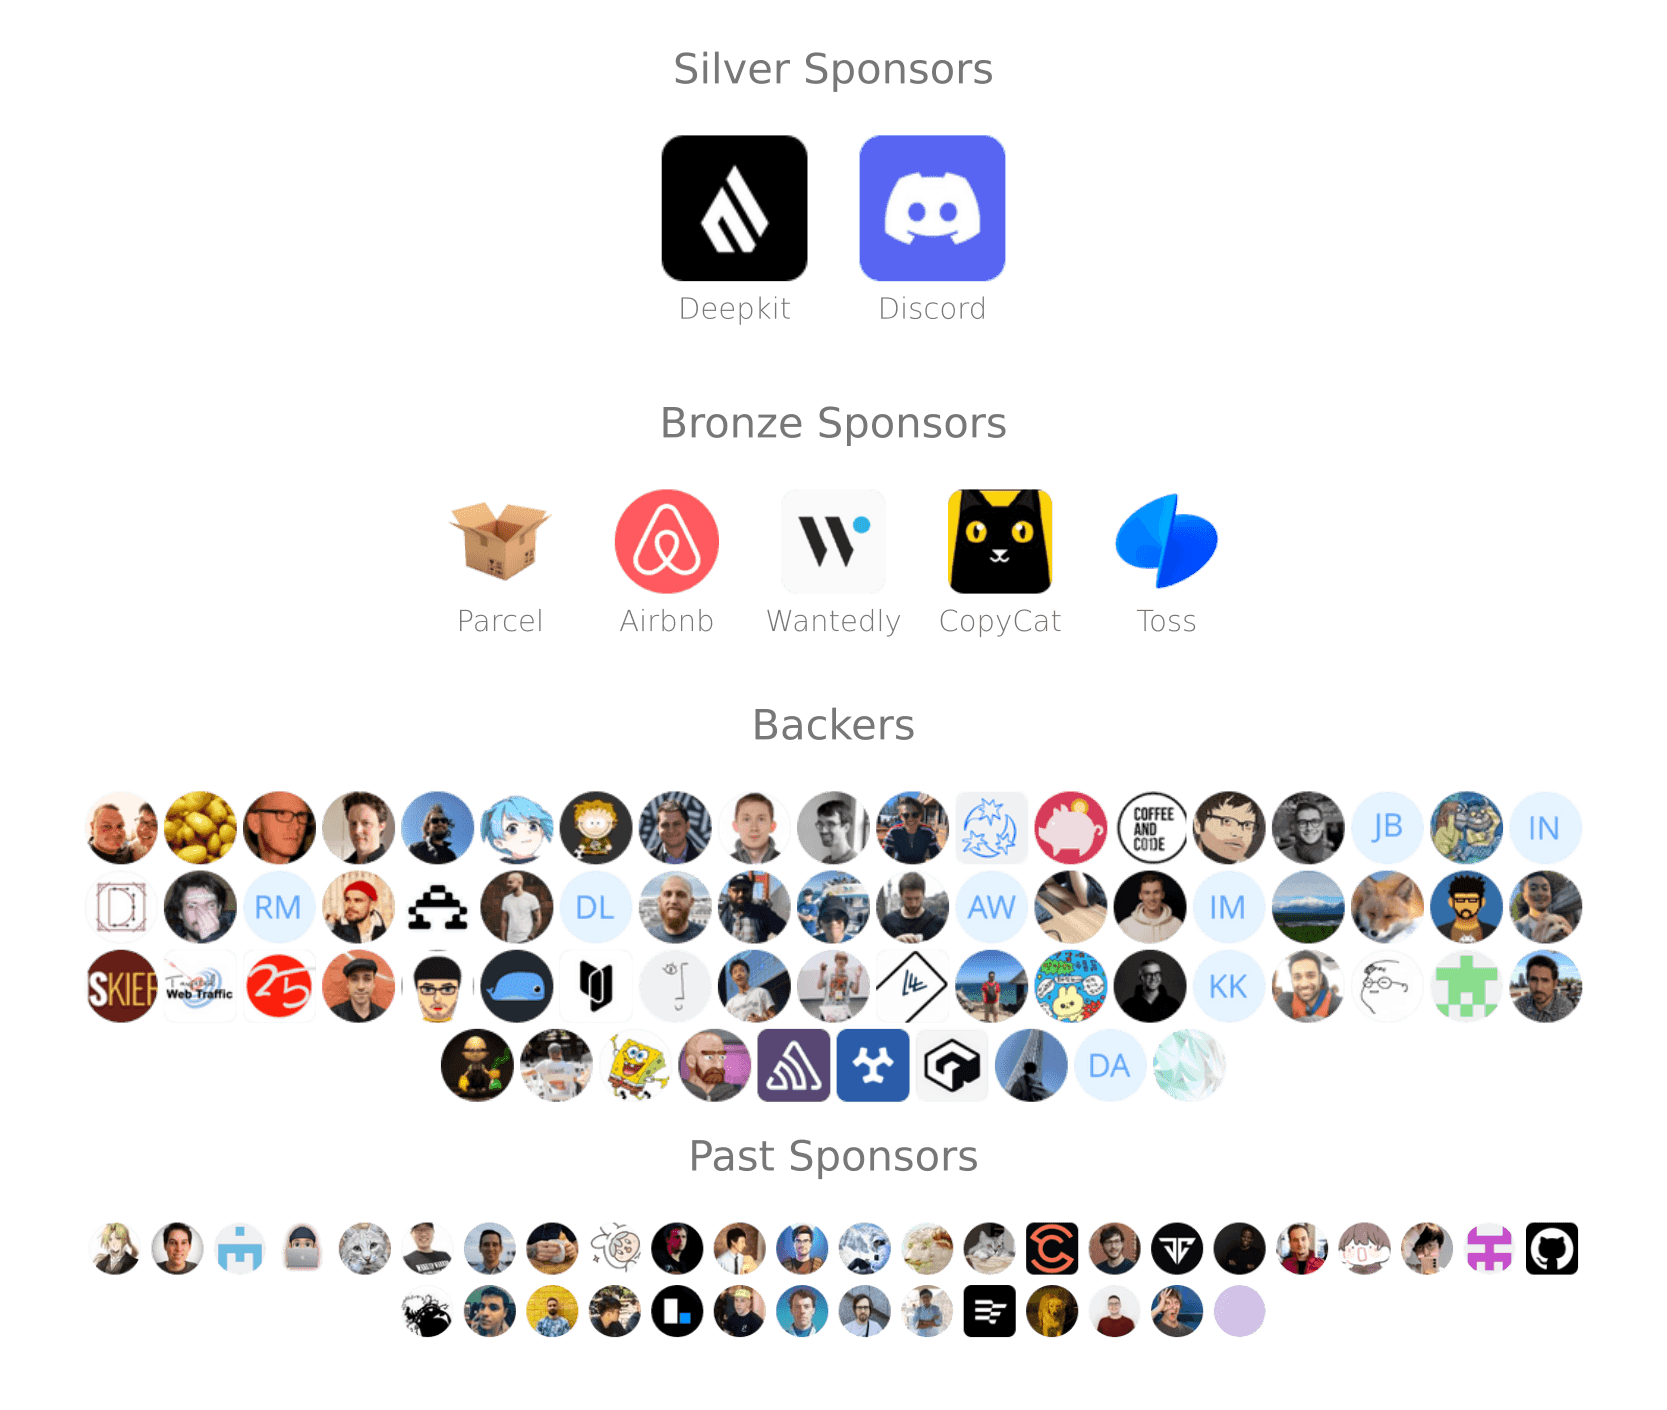 Silver Sponsors
Deepkit Discord
Bronze Sponsors
Parcel Airbnb Wantedly CopyCat Toss
Backers
COFFEE
AND
CODE
JB
IN
RM
DL
AW
IM
SKIEF
25
Web Traffic
KK
DA
Past Sponsors